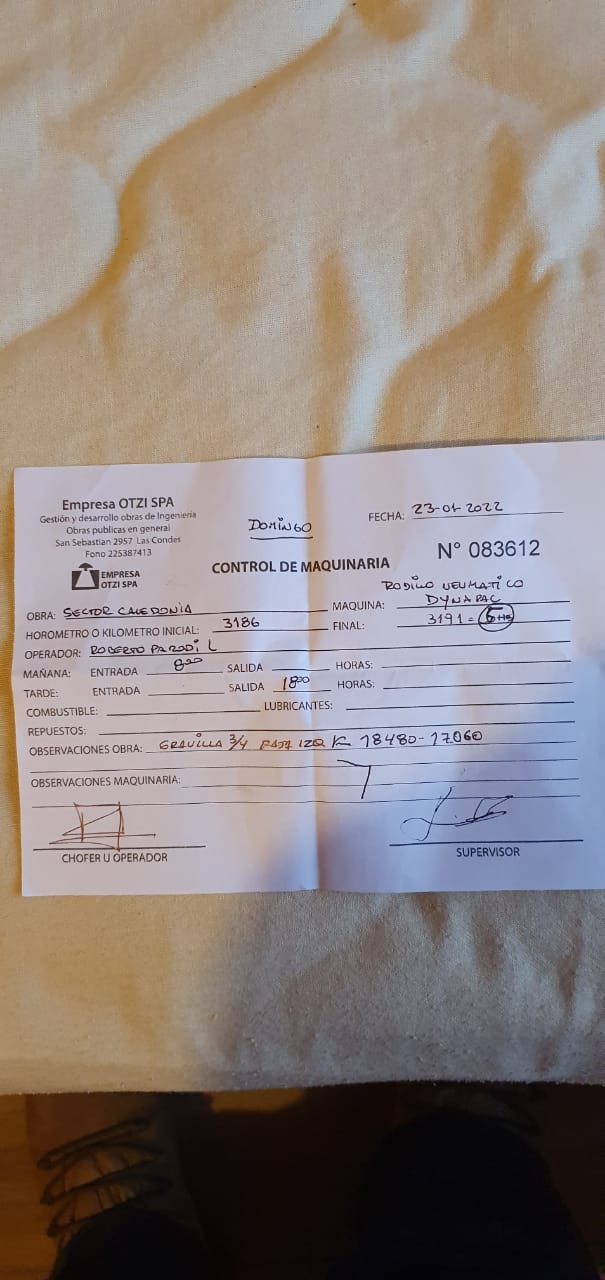 Empresa OTZI SPA
Gestión y desarrollo obras de Ingenieria
Obras publicas en general
San Sebastian 2957 Las Condes
Fono 225387413
EMPRESA
OTZI SPA
DOMINGO
FECHA: 23-01-2022
CONTROL DE MAQUINARIA
N° 083612
OBRA: SECTOR CALEDONIA
MAQUINA: RODILLO NEUMATICO
DYNAPAC
HOROMETRO O KILOMETRO INICIAL: 3186
FINAL: 3191 = 5 HS
OPERADOR: ROBERTO PARODI L
MAÑANA: ENTRADA 8:00 SALIDA HORAS:
TARDE: ENTRADA SALIDA 18:00 HORAS:
COMBUSTIBLE: LUBRICANTES:
REPUESTOS:
OBSERVACIONES OBRA: GRAVILLA 3/4 FAJA IZQ K 18480-17060
OBSERVACIONES MAQUINARIA:
CHOFER U OPERADOR
SUPERVISOR